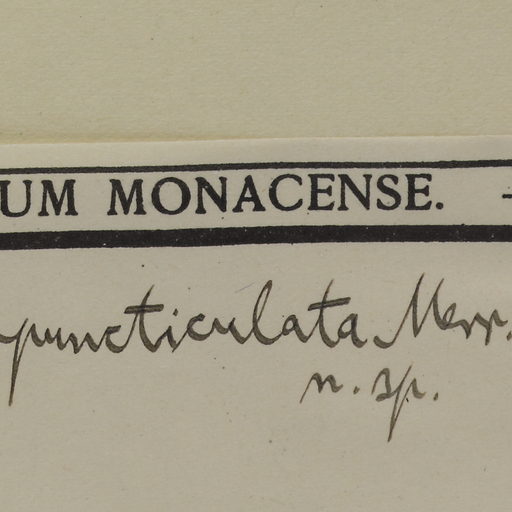 UM MONACENSE. -
puncticulata Merr.
n. sp.